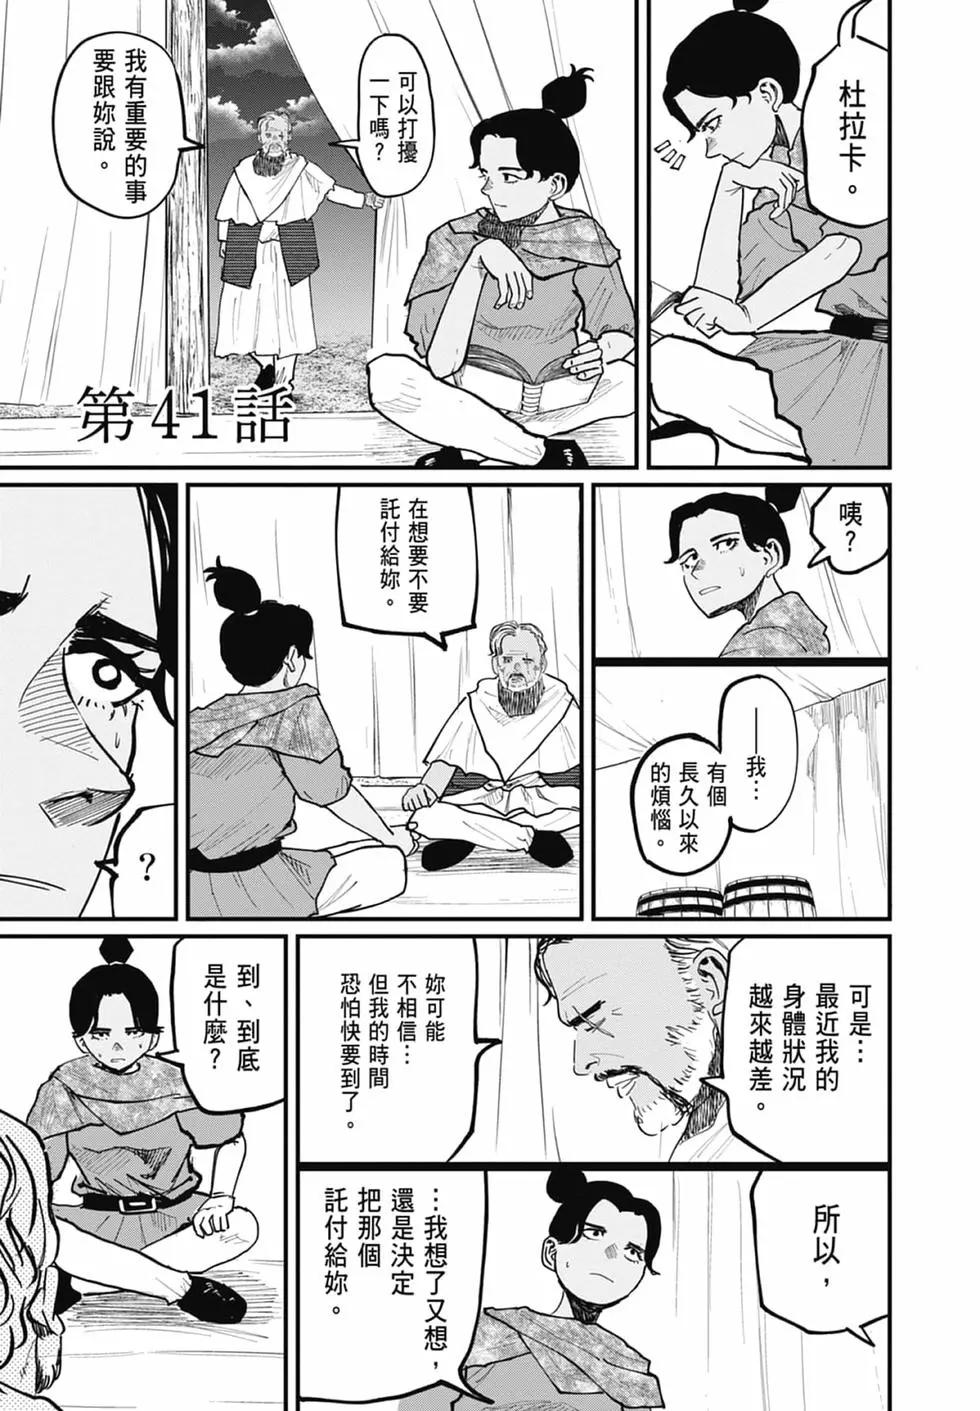 杜拉卡。
可以打擾
一下嗎?
我有重要的事
要跟妳說。
第41話
咦?
──我…
有個
長久以來
的煩惱。
在想要不要
託付給妳。
?
可是…
最近我的
身體狀況
越來越差。
妳可能
不相信…
但我的時間
恐怕快要到了。
所以,
…我想了又想,
還是決定
把那個
託付給妳。
到、到底
是什麼?